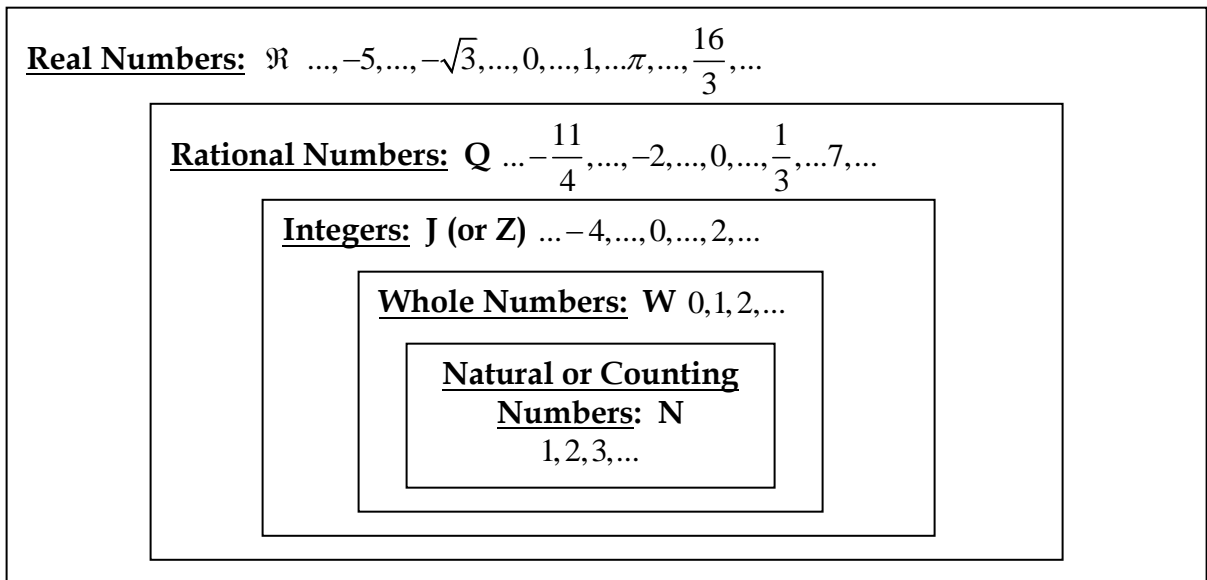 Real Numbers: ℜ ...,−5,...,−√3,...,0,...,1,...π,...,16/3,...
Rational Numbers: Q ...−11/4,...,−2,...,0,...,1/3,...7,...
Integers: J (or Z) ...−4,...,0,...,2,...
Whole Numbers: W 0,1,2,...
Natural or Counting
Numbers: N
1,2,3,...